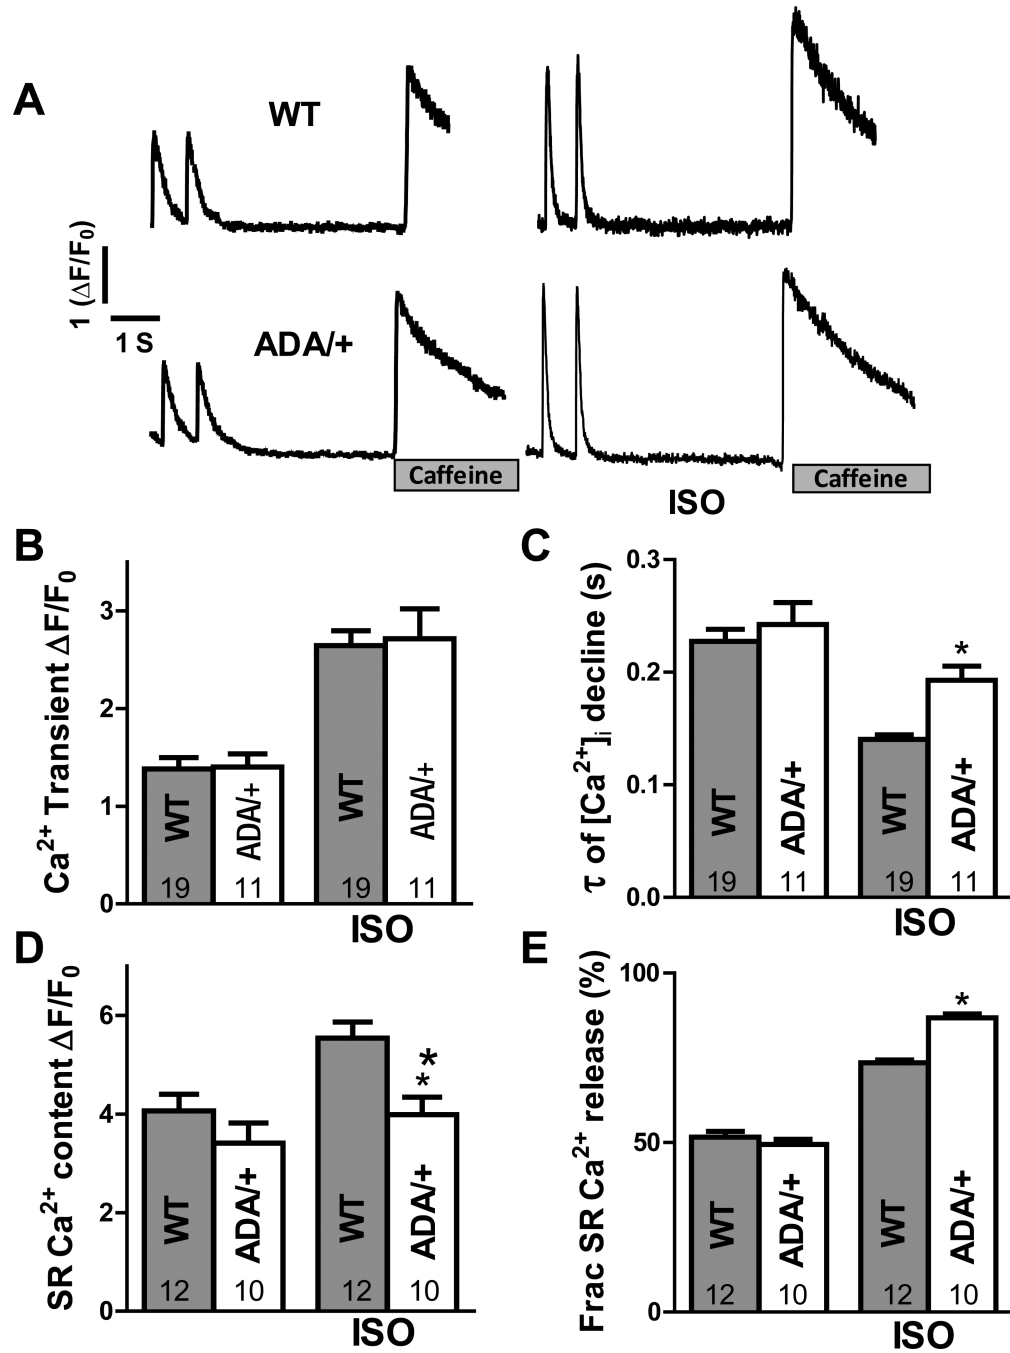 A
WT
1 (ΔF/F0)
1 S
ADA/+
Caffeine
Caffeine
ISO
B
Ca2+ Transient ΔF/F0
3
2
1
0
WT
19
ADA/+
11
WT
19
ADA/+
11
ISO
C
τ of [Ca2+]i decline (s)
0.3
0.2
0.1
0.0
WT
19
ADA/+
11
WT
19
*
ADA/+
11
ISO
D
SR Ca2+ content ΔF/F0
6
4
2
0
WT
12
ADA/+
10
WT
12
*
*
ADA/+
10
ISO
E
Frac SR Ca2+ release (%)
100
50
0
WT
12
ADA/+
10
WT
12
*
ADA/+
10
ISO